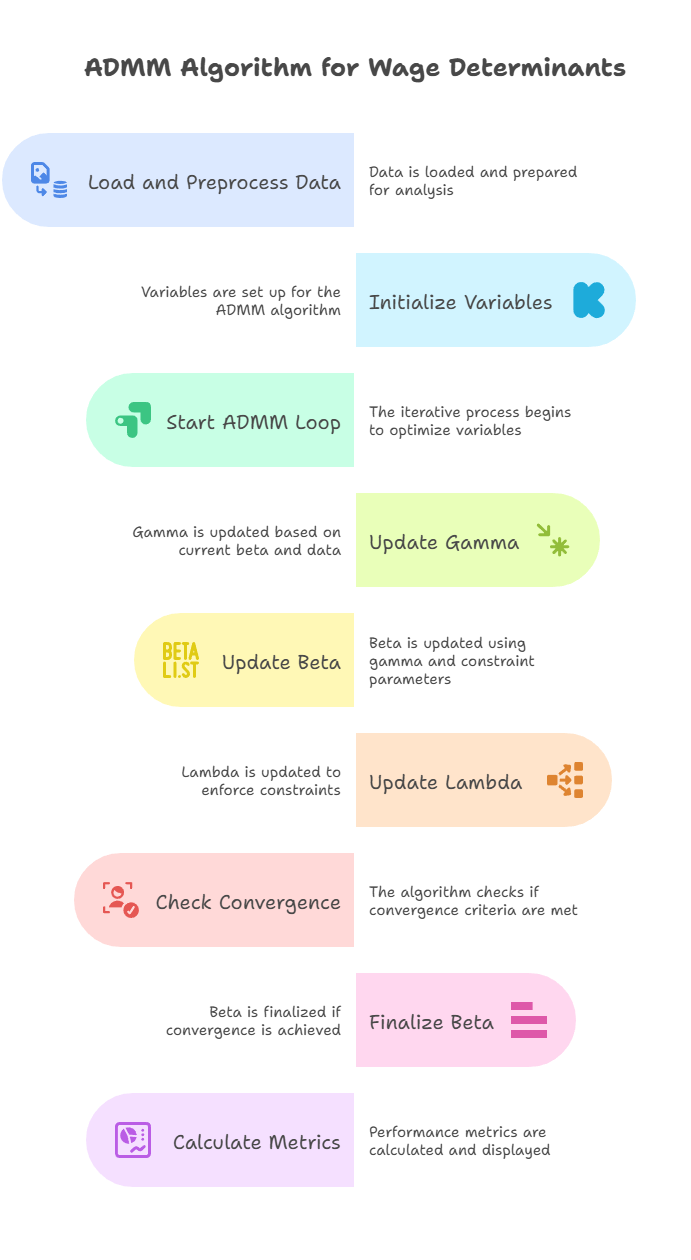 ADMM Algorithm for Wage Determinants
Load and Preprocess Data
Data is loaded and prepared
for analysis
Variables are set up for the
ADMM algorithm
Initialize Variables
Start ADMM Loop
The iterative process begins
to optimize variables
Gamma is updated based on
current beta and data
Update Gamma
BETA
LI.ST
Update Beta
Beta is updated using
gamma and constraint
parameters
Lambda is updated to
enforce constraints
Update Lambda
Check Convergence
The algorithm checks if
convergence criteria are met
Beta is finalized if
convergence is achieved
Finalize Beta
Calculate Metrics
Performance metrics are
calculated and displayed